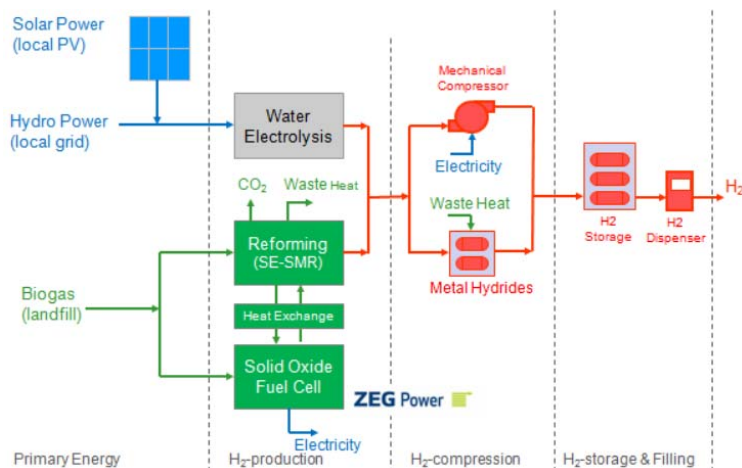 Solar Power
(local PV)
Hydro Power
(local grid)
Water
Electrolysis
CO2
Waste Heat
Reforming
(SE-SMR)
Heat Exchange
Biogas
(landfill)
Solid Oxide
Fuel Cell
ZEG Power
Electricity
Mechanical
Compressor
Electricity
Waste Heat
Metal Hydrides
H2
Storage
H2
Dispenser
H2
Primary Energy
H2-production
H2-compression
H2-storage & Filling